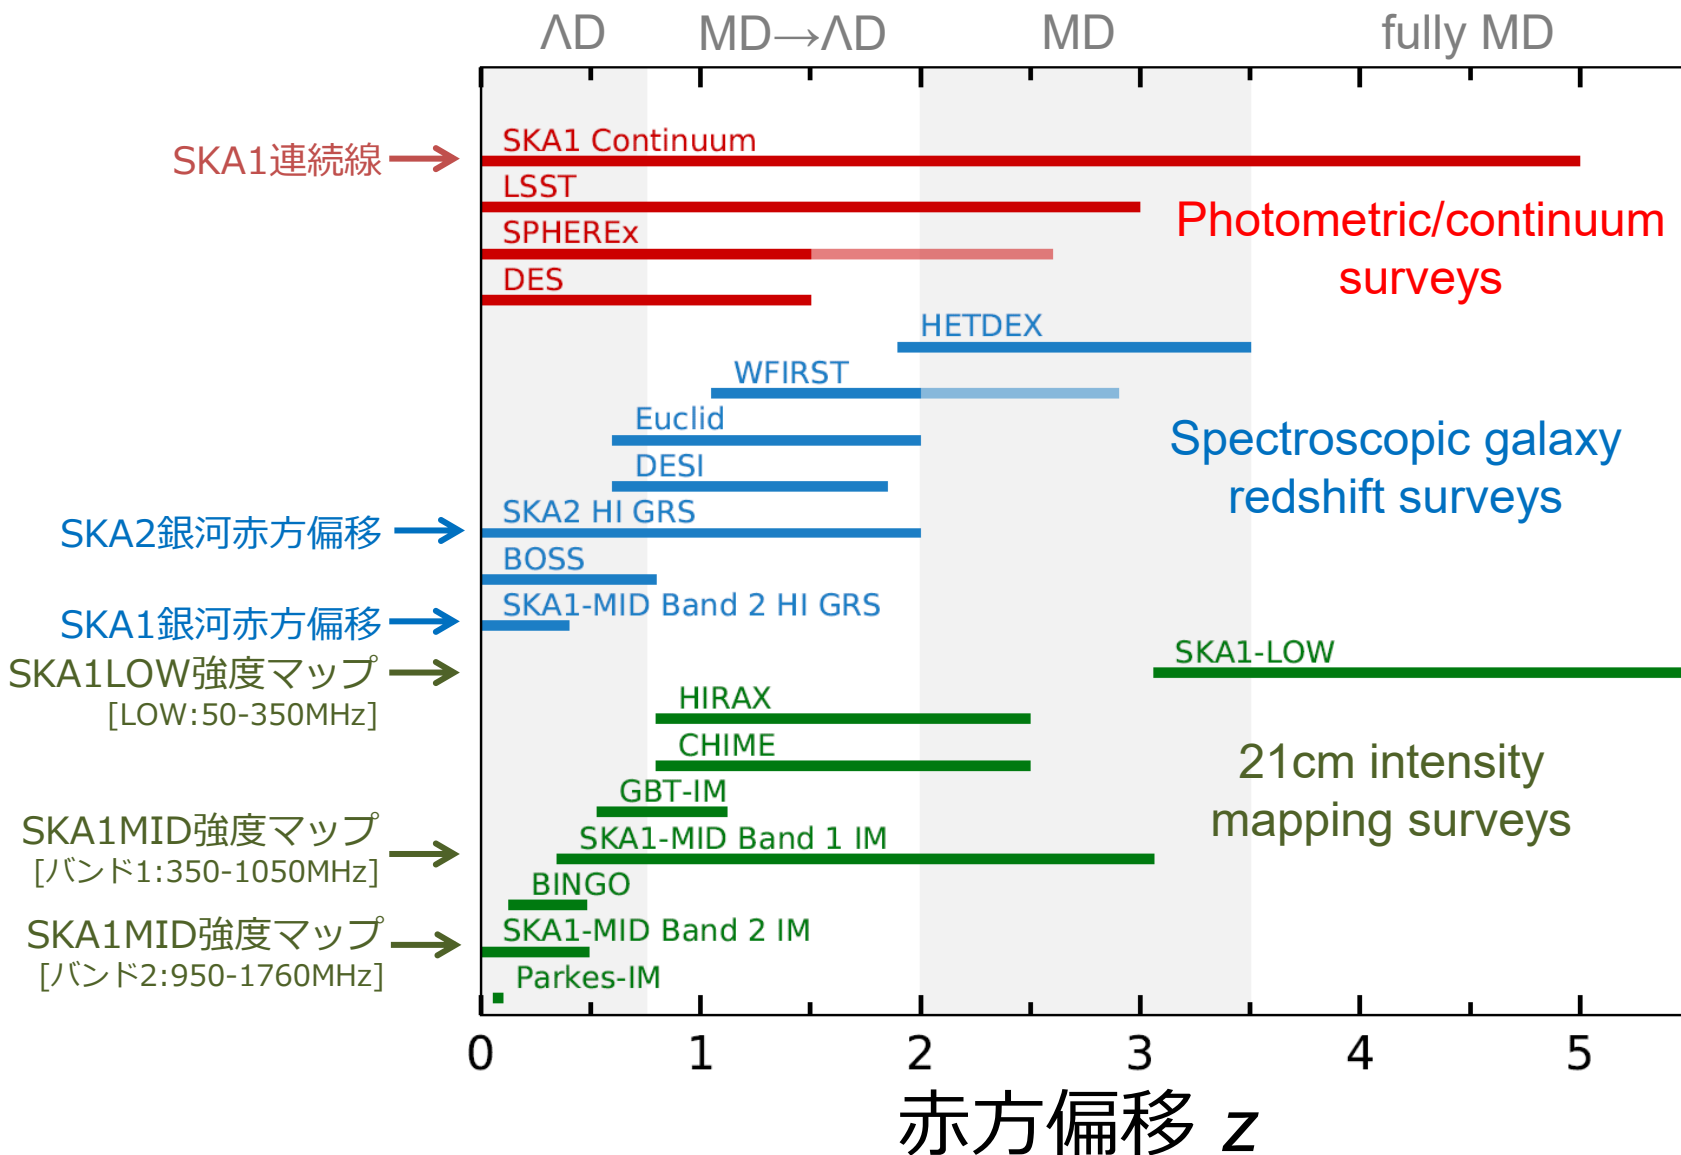 ΛD MD→ΛD MD fully MD
SKA1連続線
SKA1 Continuum
LSST
SPHEREx
DES
Photometric/continuum
surveys
HETDEX
WFIRST
Euclid
DESI
SKA2 HI GRS
BOSS
SKA1-MID Band 2 HI GRS
Spectroscopic galaxy
redshift surveys
SKA2銀河赤方偏移
SKA1銀河赤方偏移
SKA1LOW強度マップ
[LOW:50-350MHz]
SKA1-LOW
HIRAX
CHIME
GBT-IM
SKA1-MID Band 1 IM
BINGO
SKA1-MID Band 2 IM
Parkes-IM
21cm intensity
mapping surveys
SKA1MID強度マップ
[バンド1:350-1050MHz]
SKA1MID強度マップ
[バンド2:950-1760MHz]
0 1 2 3 4 5
赤方偏移 z